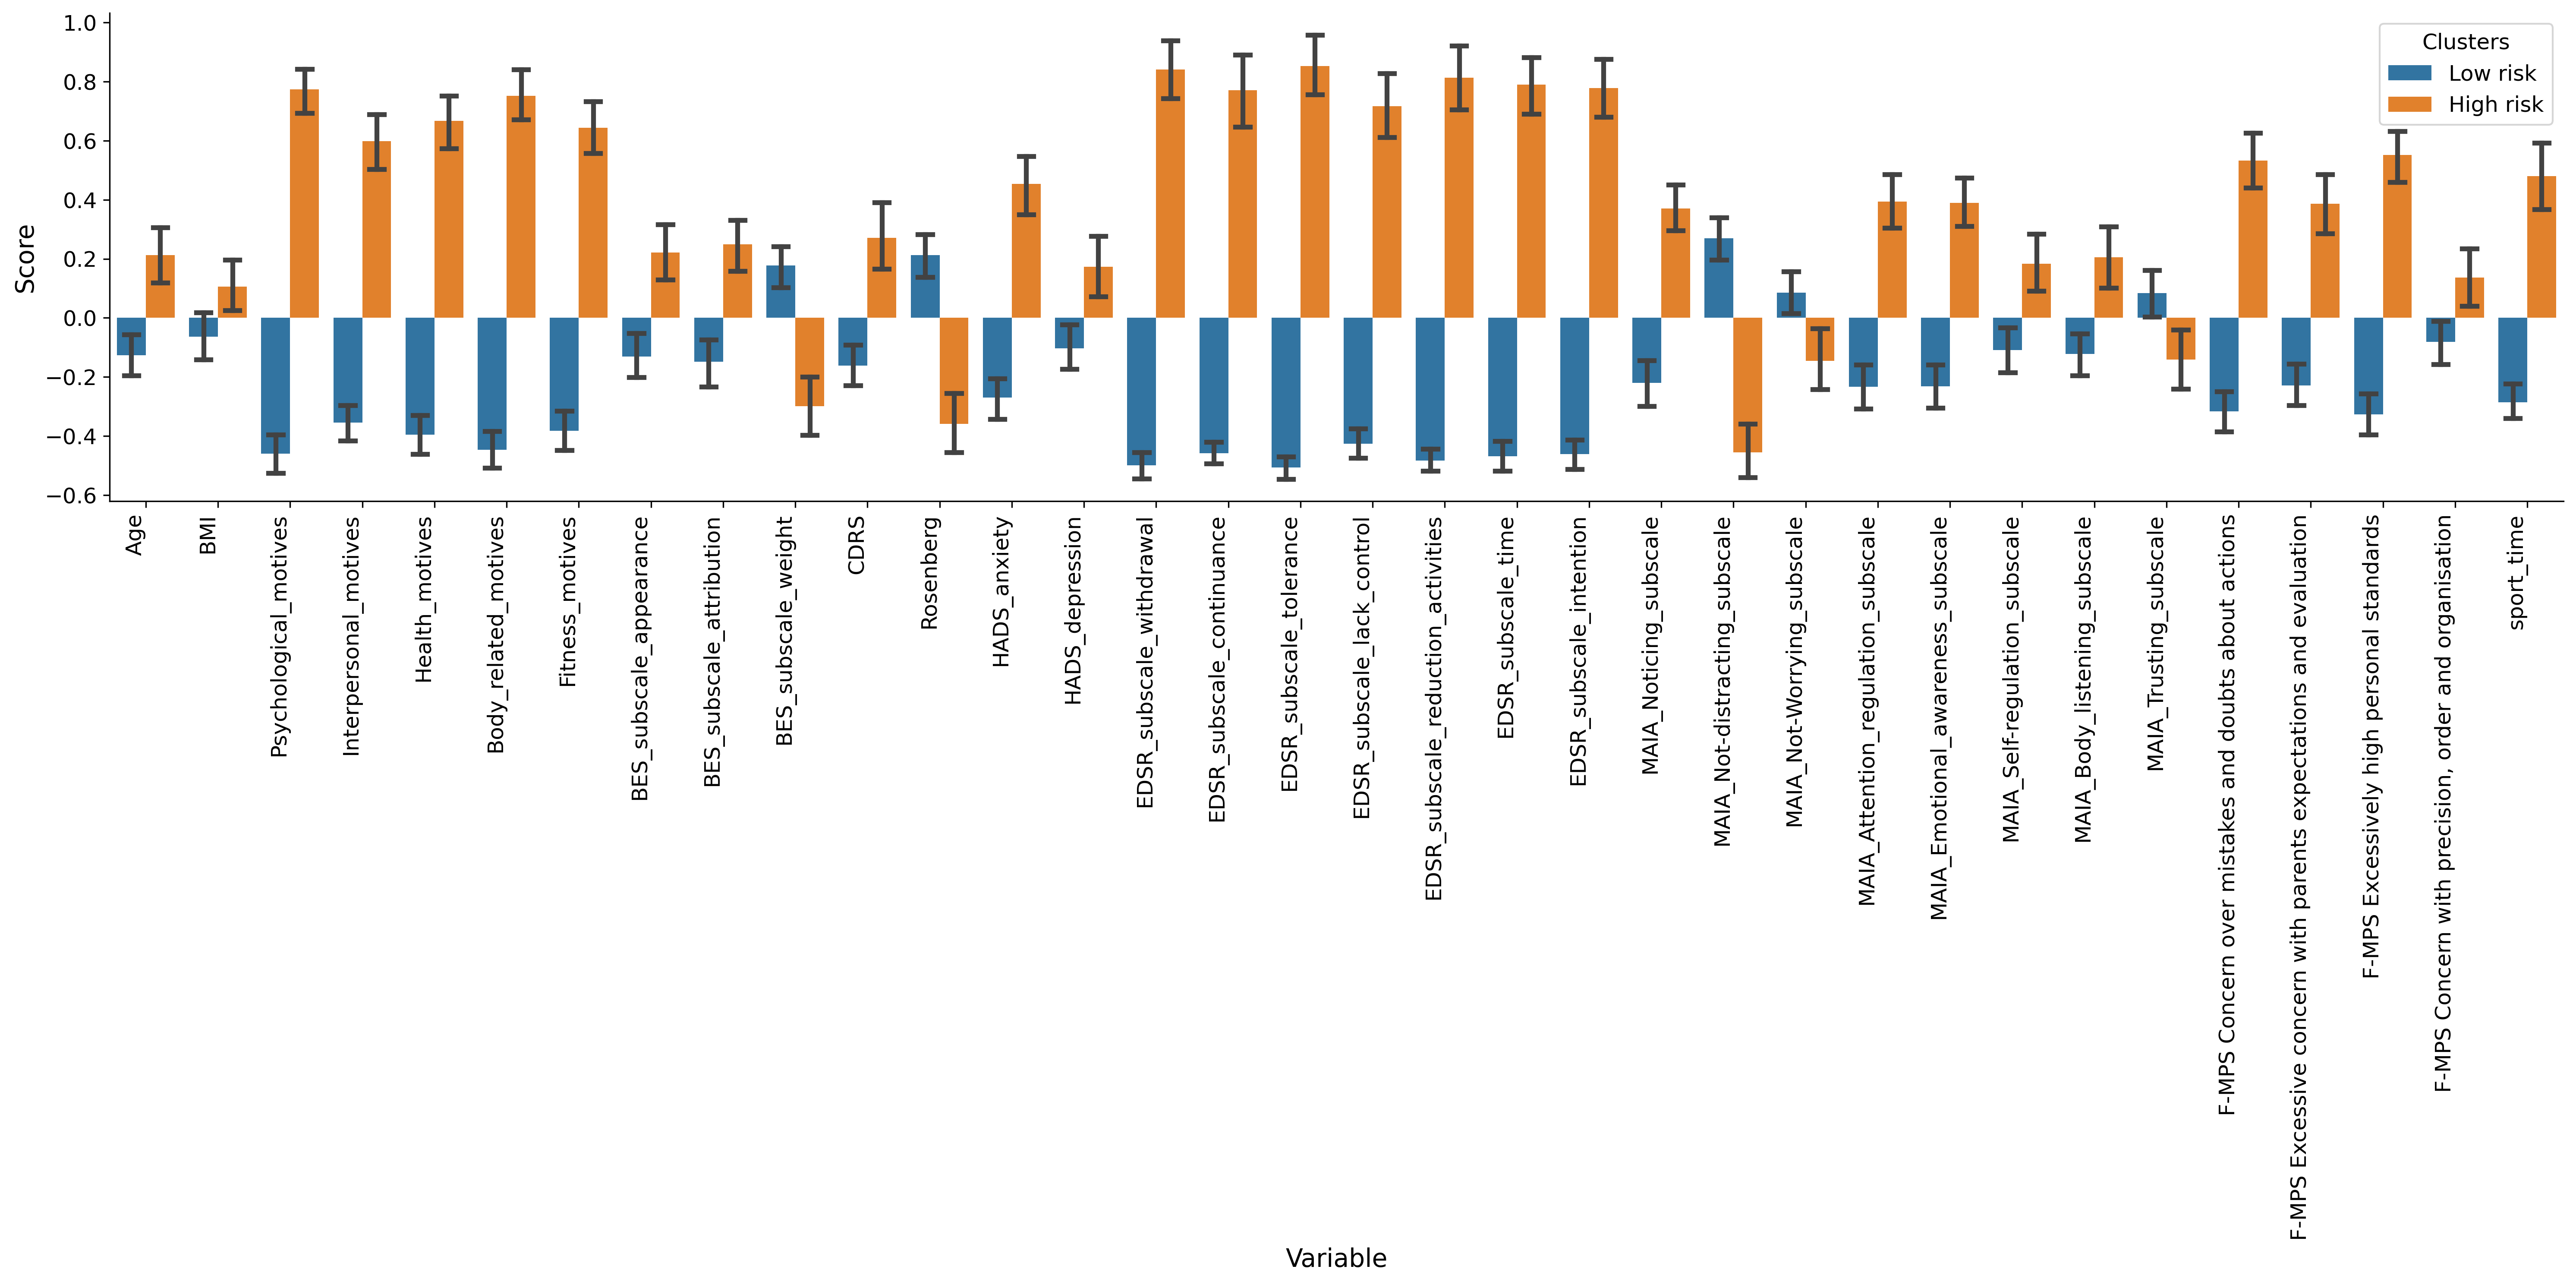 Clusters
Low risk
High risk
Score
1.0
0.8
0.6
0.4
0.2
0.0
−0.2
−0.4
−0.6
Age
BMI
Psychological_motives
Interpersonal_motives
Health_motives
Body_related_motives
Fitness_motives
BES_subscale_appearance
BES_subscale_attribution
BES_subscale_weight
CDRS
Rosenberg
HADS_anxiety
HADS_depression
EDSR_subscale_withdrawal
EDSR_subscale_continuance
EDSR_subscale_tolerance
EDSR_subscale_lack_control
EDSR_subscale_reduction_activities
EDSR_subscale_time
EDSR_subscale_intention
MAIA_Noticing_subscale
MAIA_Not-distracting_subscale
MAIA_Not-Worrying_subscale
MAIA_Attention_regulation_subscale
MAIA_Emotional_awareness_subscale
MAIA_Self-regulation_subscale
MAIA_Body_listening_subscale
MAIA_Trusting_subscale
F-MPS Concern over mistakes and doubts about actions
F-MPS Excessive concern with parents expectations and evaluation
F-MPS Excessively high personal standards
F-MPS Concern with precision, order and organisation
sport_time
Variable